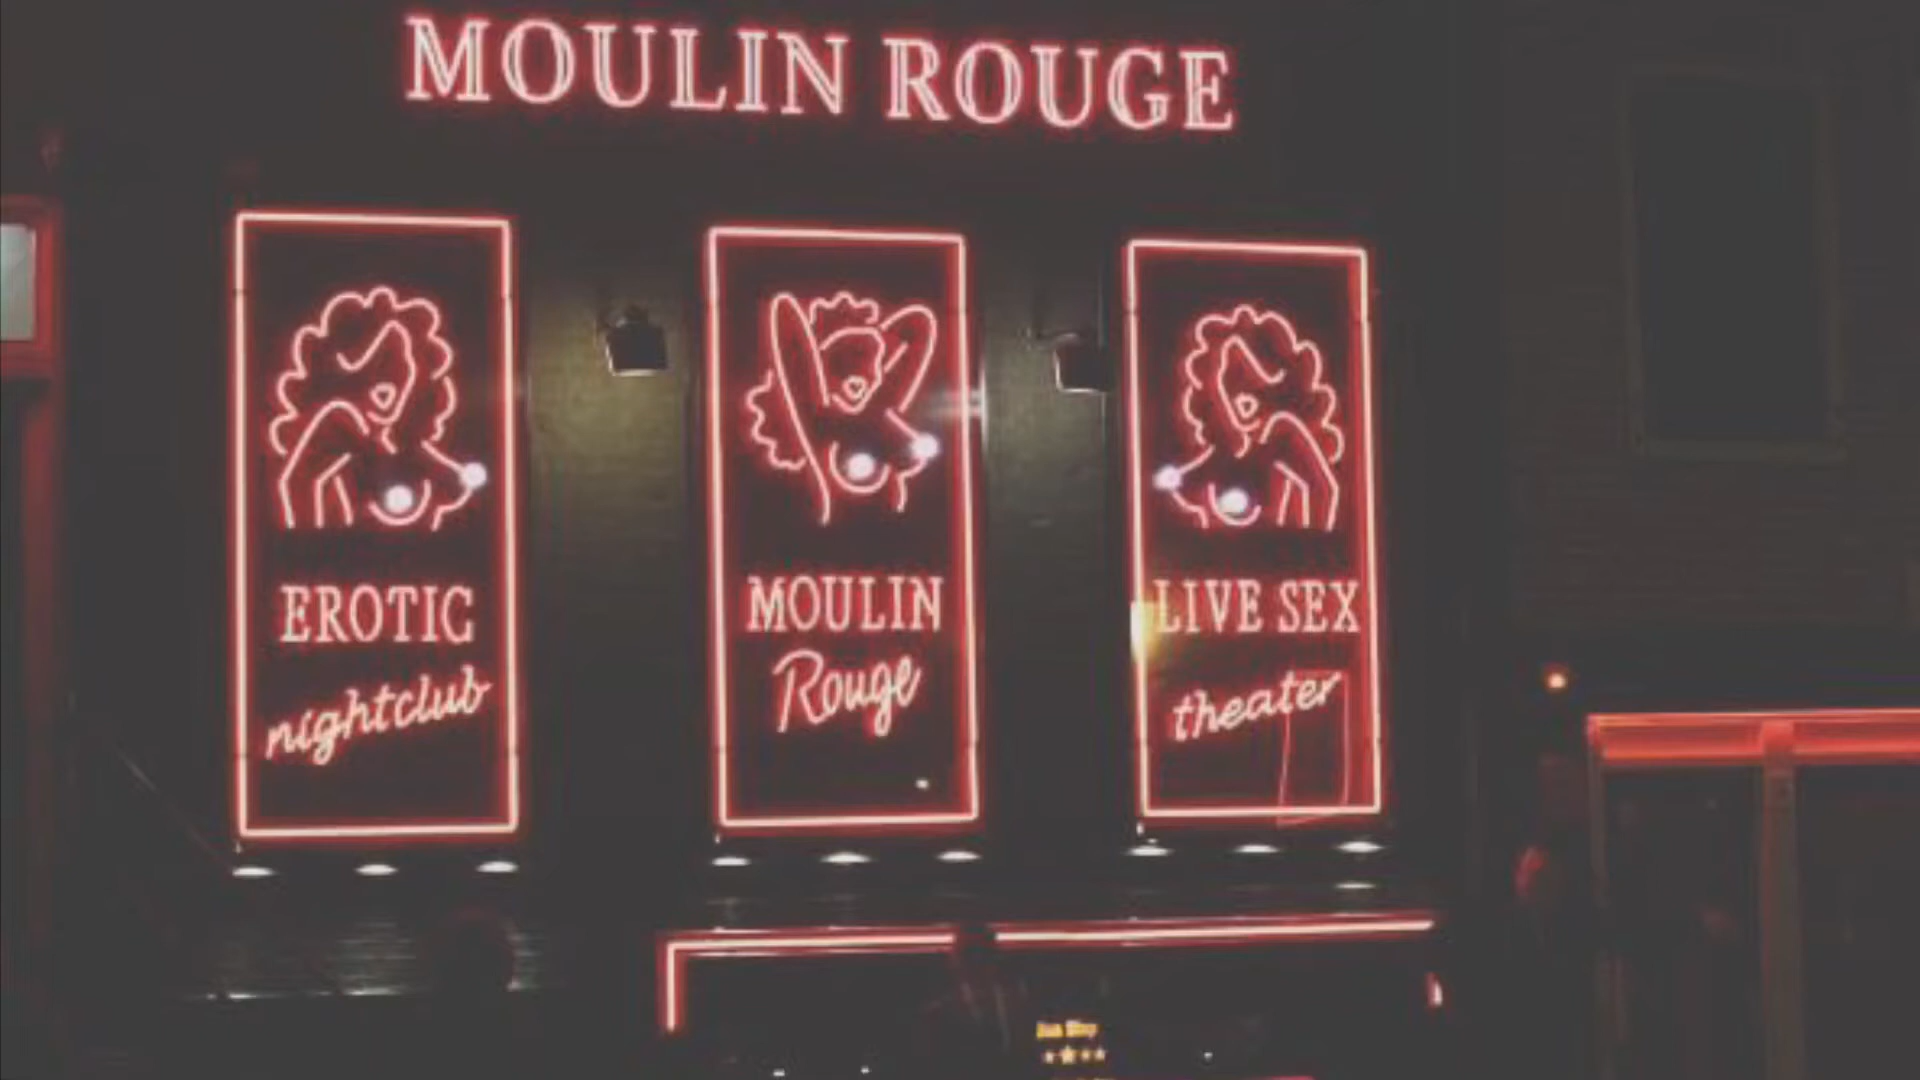 MOULIN ROUGE
EROTIC
nightclub
MOULIN
Rouge
LIVE SEX
theater